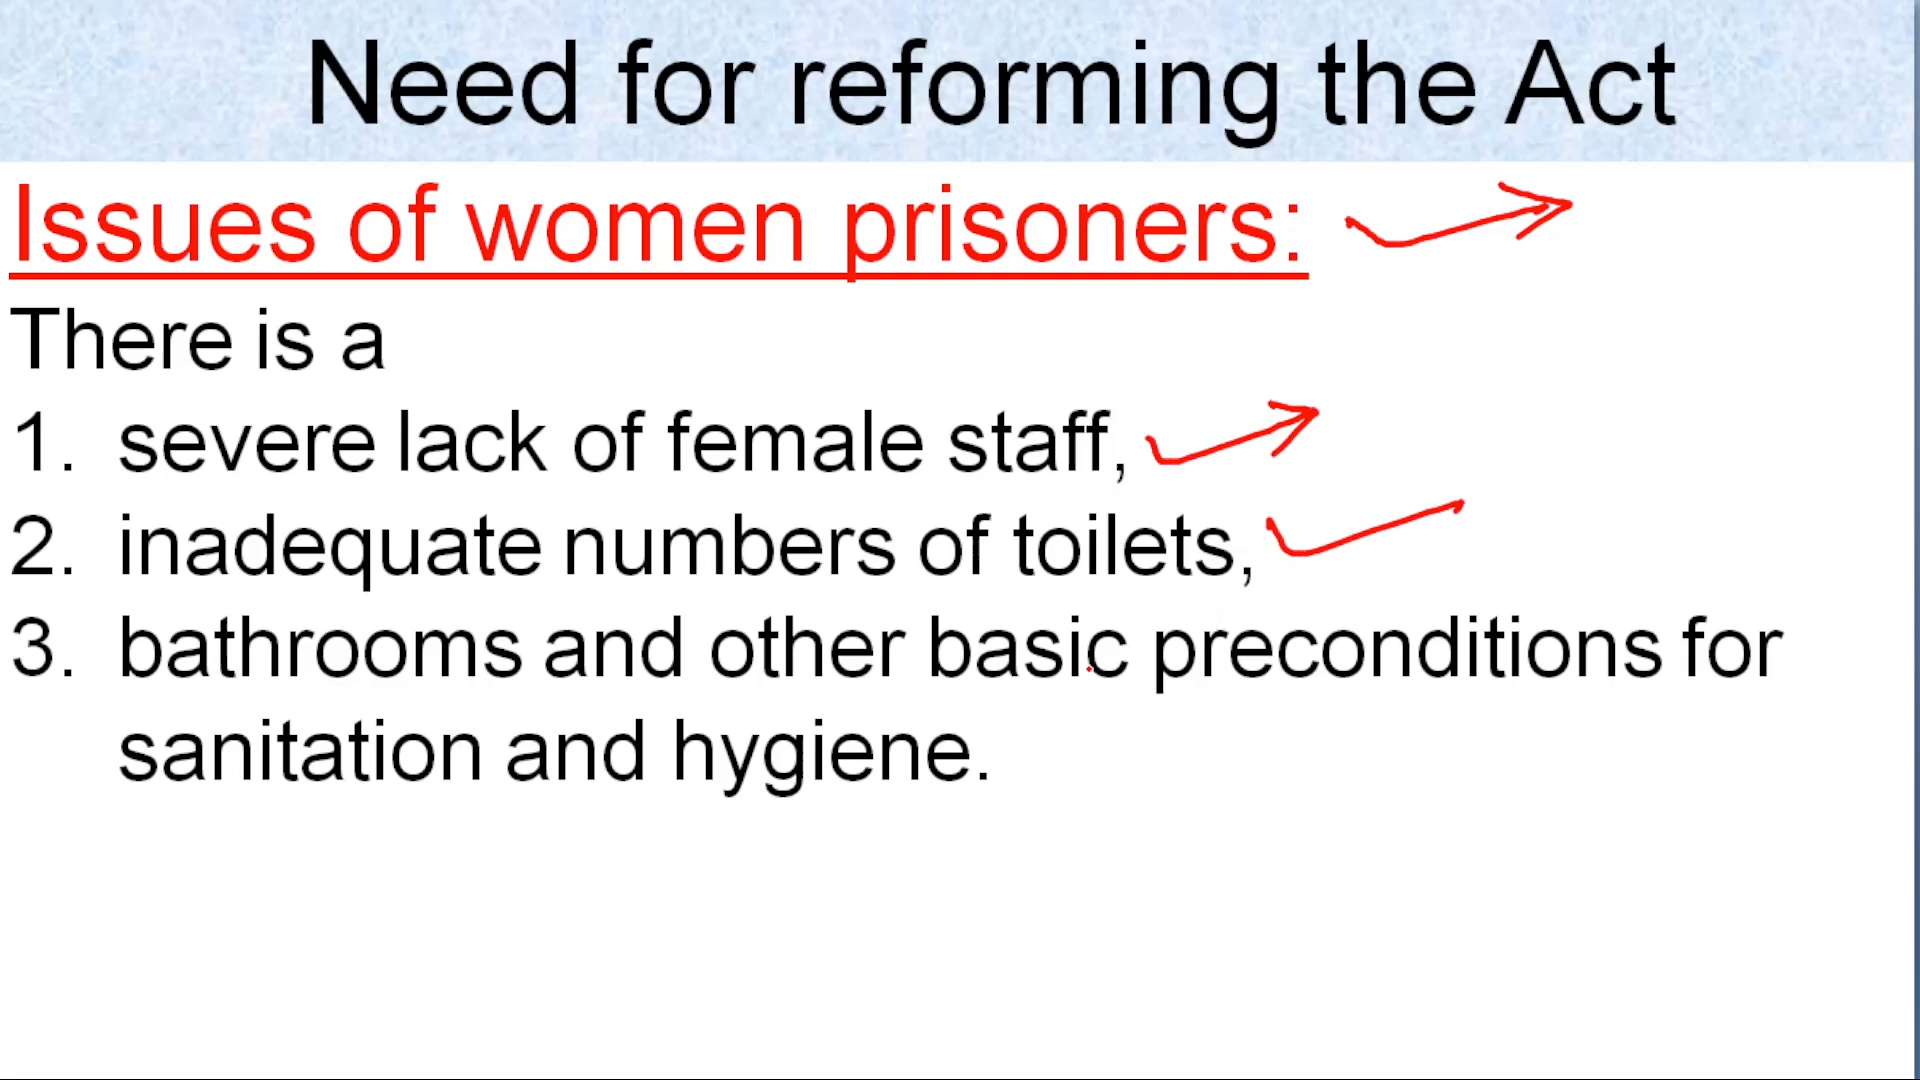 Need for reforming the Act
Issues of women prisoners:
There is a
1. severe lack of female staff,
2. inadequate numbers of toilets,
3. bathrooms and other basic preconditions for
sanitation and hygiene.